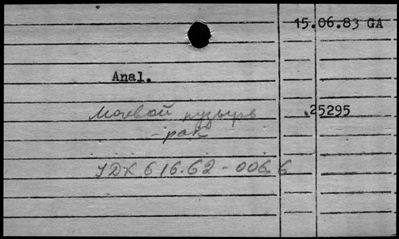 15.06.83 GA
Anal.
Мочевой пузырь
25295
- рак
УДК 616.62-006.6